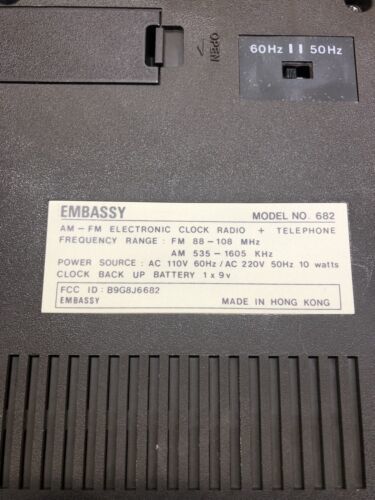 OPEN
60Hz 50Hz
EMBASSY MODEL NO. 682
AM-FM ELECTRONIC CLOCK RADIO + TELEPHONE
FREQUENCY RANGE : FM 88-108 MHz
AM 535-1605 KHz
POWER SOURCE : AC 110V 60Hz/AC 220V 50Hz 10 watts
CLOCK BACK UP BATTERY 1x9v
FCC ID : B9G8J6682
EMBASSY MADE IN HONG KONG